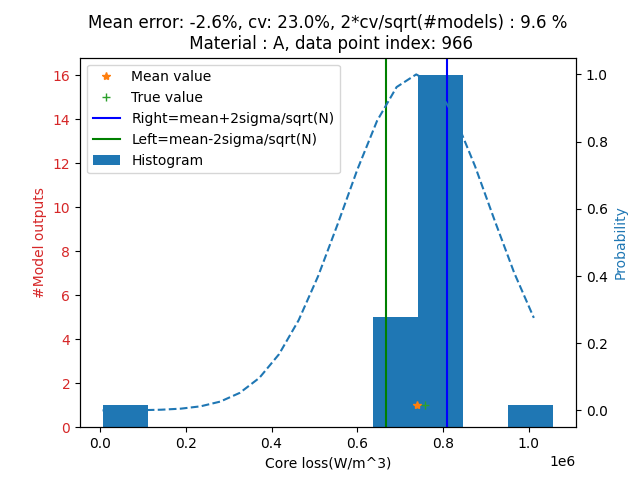 Mean error: -2.6%, cv: 23.0%, 2*cv/sqrt(#models) : 9.6 %
Material : A, data point index: 966
Mean value
True value
Right=mean+2sigma/sqrt(N)
Left=mean-2sigma/sqrt(N)
Histogram
#Model outputs
16
14
12
10
8
6
4
2
0
1.0
0.8
0.6
0.4
0.2
0.0
Probability
0.0 0.2 0.4 0.6 0.8 1.0
1e6
Core loss(W/m^3)